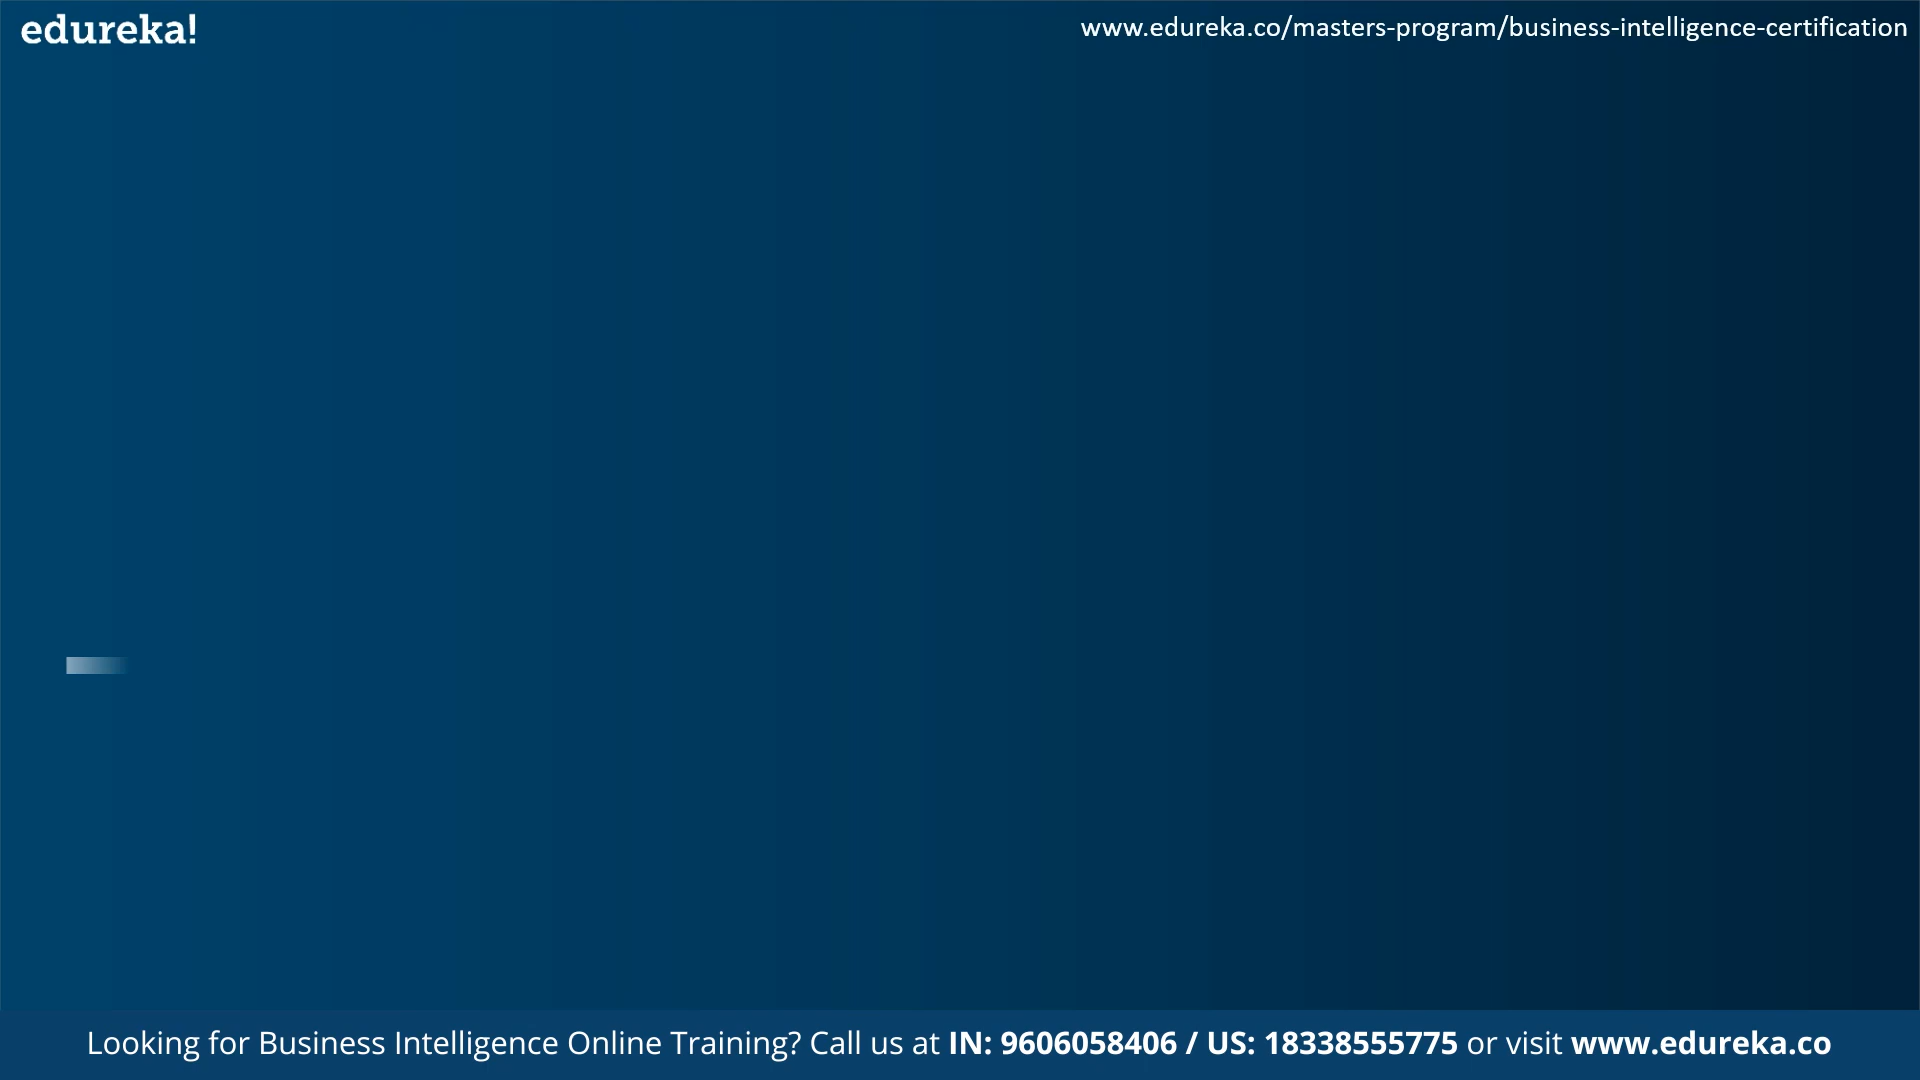 edureka!
www.edureka.co/masters-program/business-intelligence-certification
Looking for Business Intelligence Online Training? Call us at IN: 9606058406 / US: 18338555775 or visit www.edureka.co